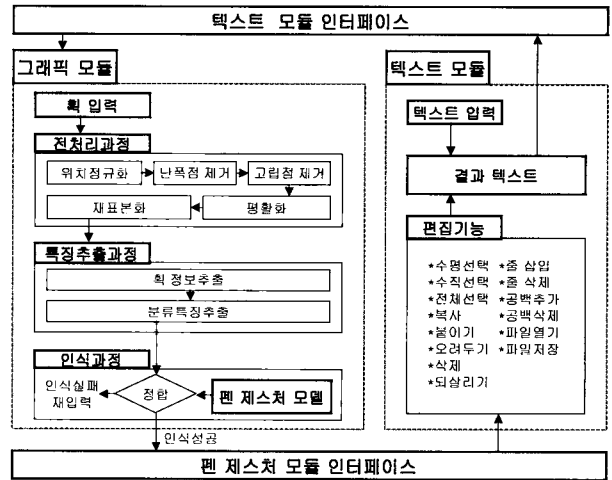 텍스트 모듈 인터페이스
그래픽 모듈
획 입력
전처리과정
위치정규화
난폭점 제거
고립점 제거
재표본화
평활화
특징추출과정
획 정보추출
분류특징추출
인식과정
인식실패
재입력
정합
펜 제스처 모델
인식성공
텍스트 모듈
텍스트 입력
결과 텍스트
편집기능
*수평선택 *줄 삽입
*수직선택 *줄 삭제
*전체선택 *공백추가
*복사 *공백삭제
*붙이기 *파일열기
*오려두기 *파일저장
*삭제
*되살리기
펜 제스처 모듈 인터페이스